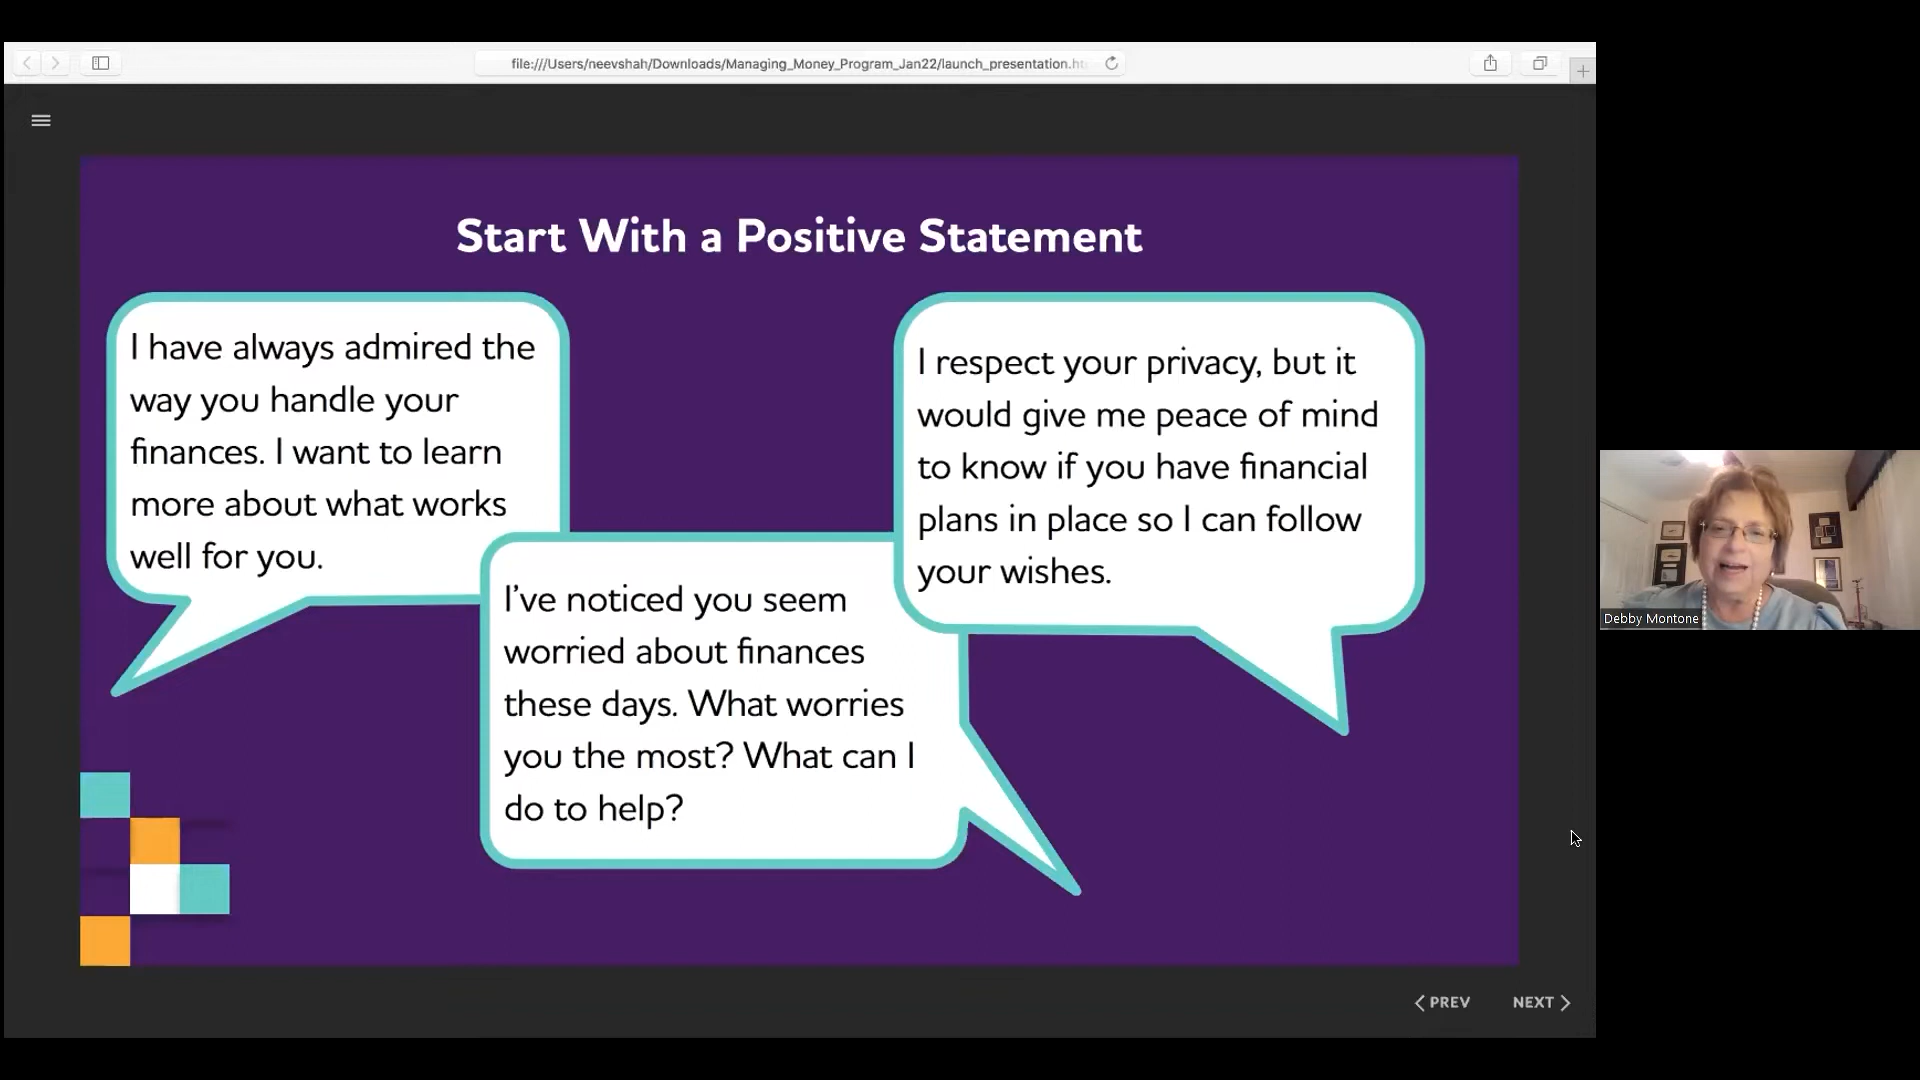 file:///Users/neevshah/Downloads/Managing_Money_Program_Jan22/launch_presentation.ht
Start With a Positive Statement
I have always admired the
way you handle your
finances. I want to learn
more about what works
well for you.
I've noticed you seem
worried about finances
these days. What worries
you the most? What can I
do to help?
I respect your privacy, but it
would give me peace of mind
to know if you have financial
plans in place so I can follow
your wishes.
Debby Montone
PREV
NEXT